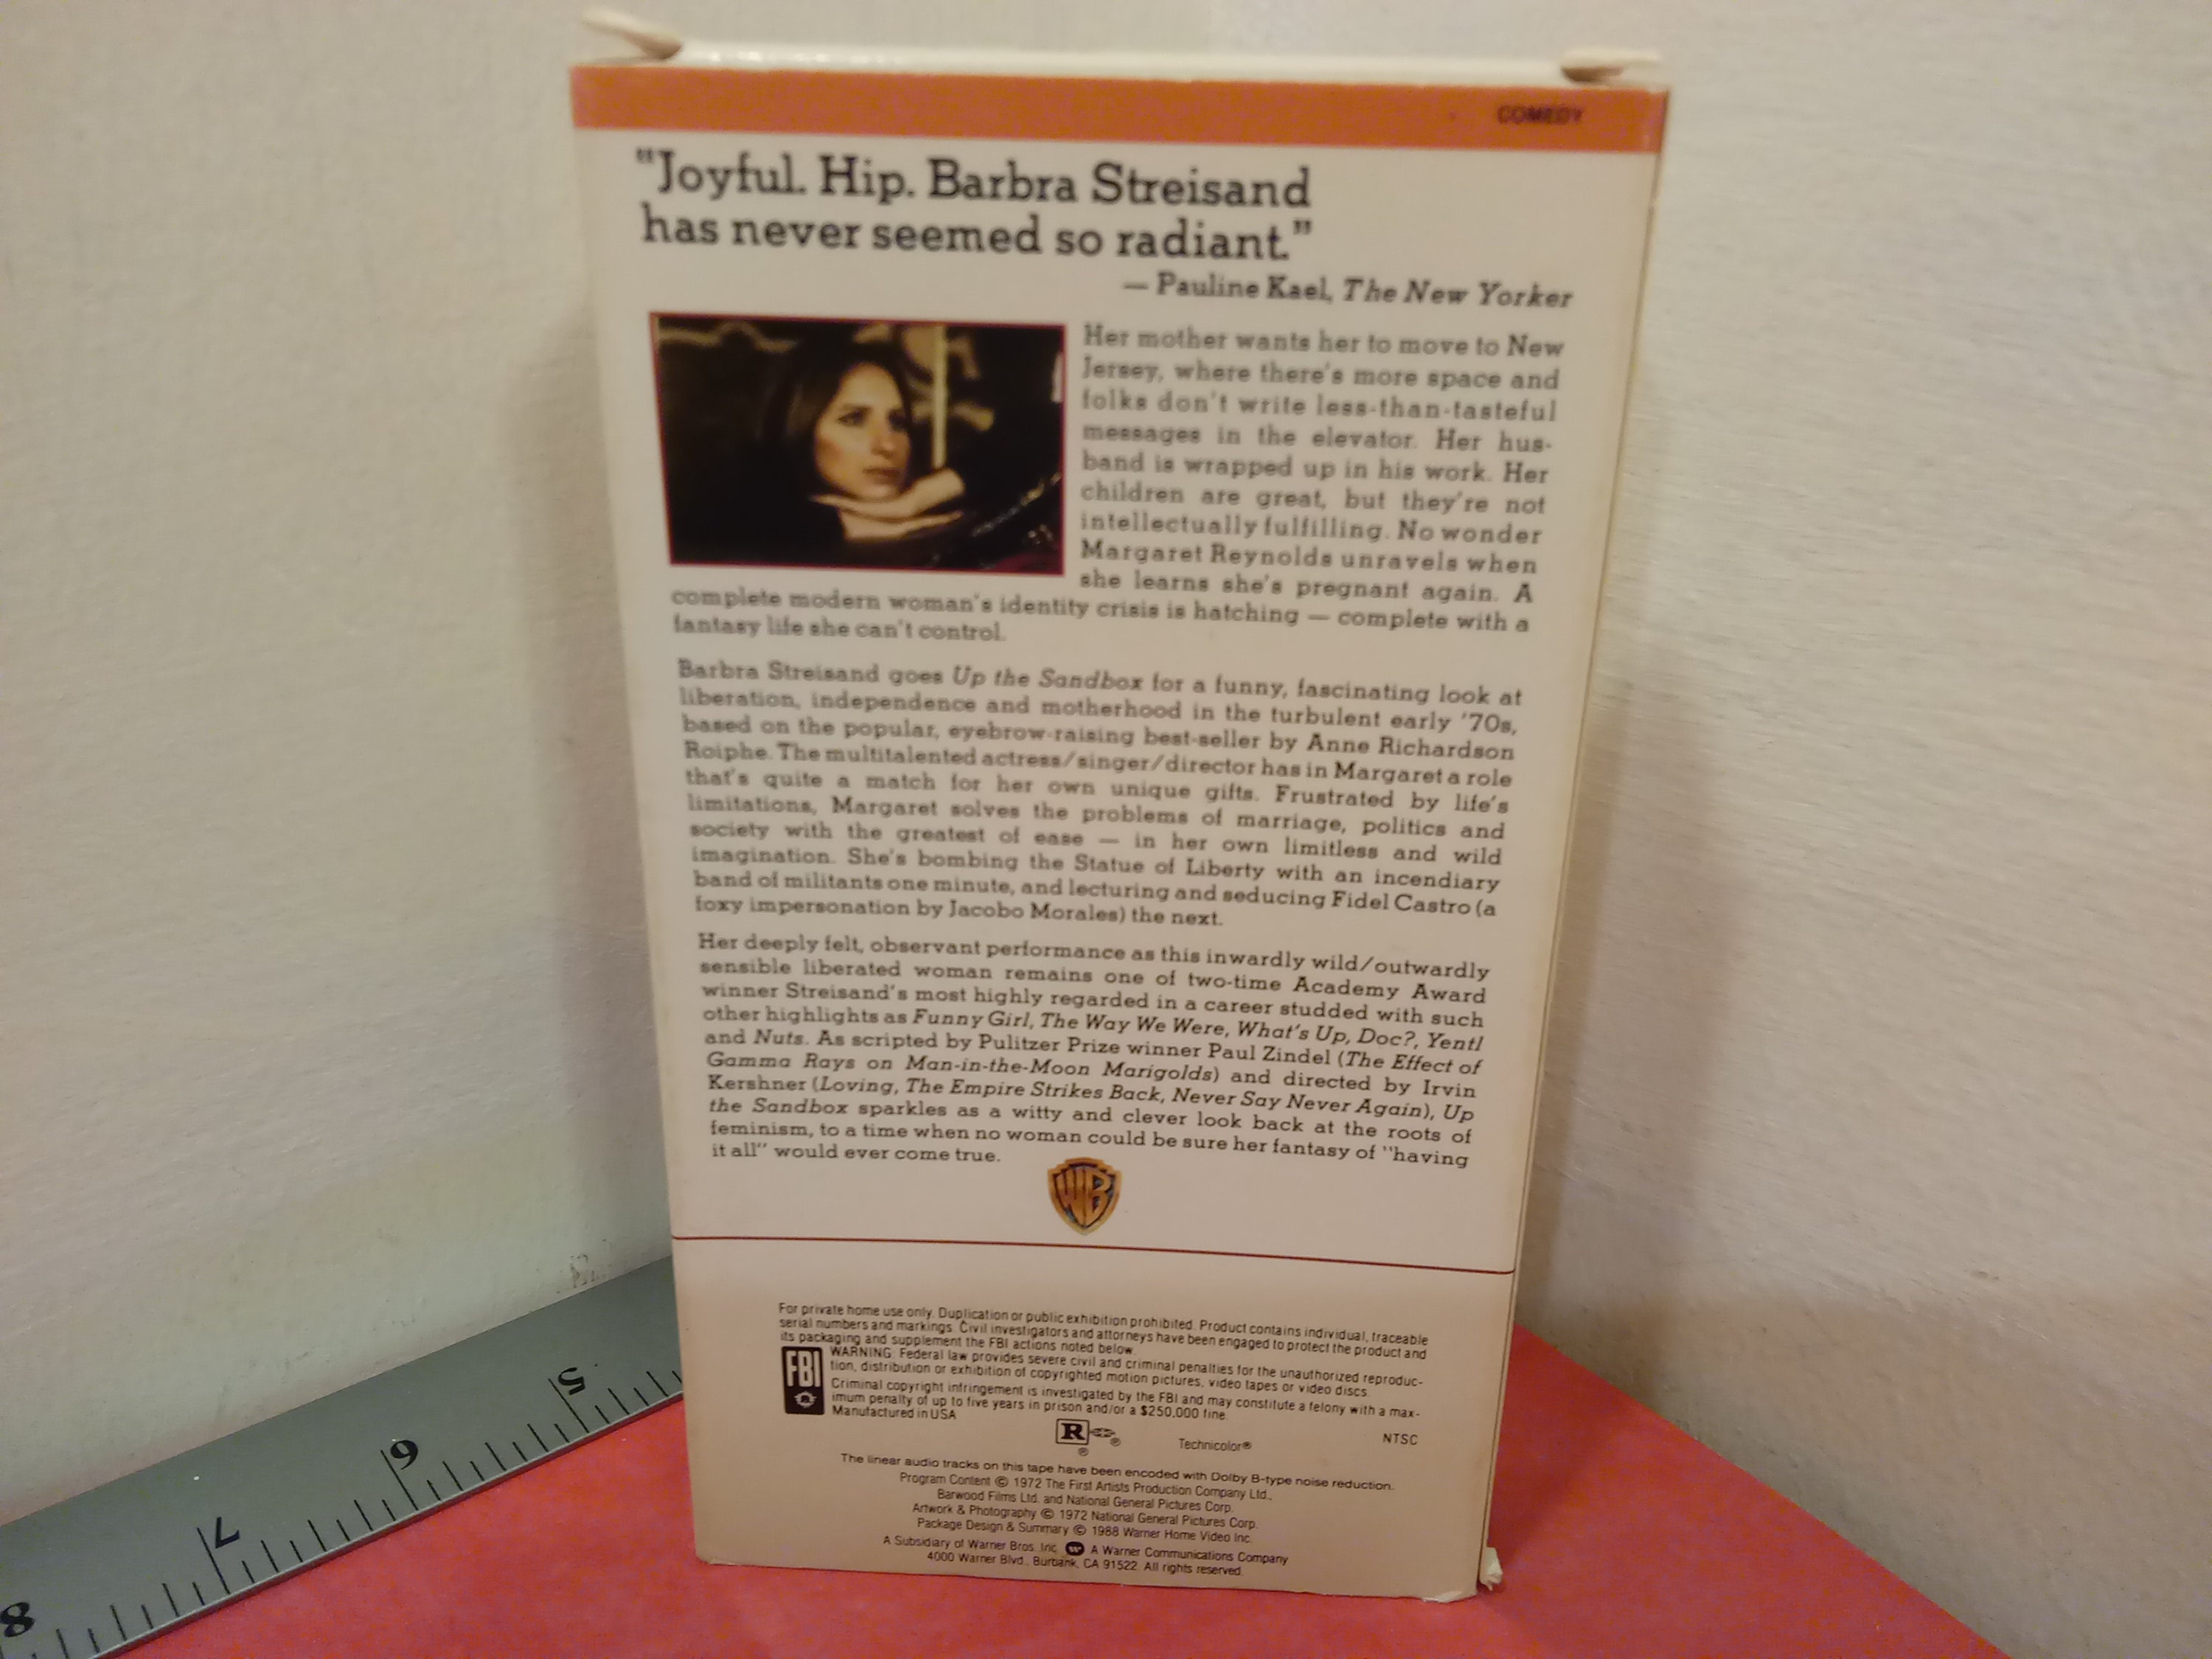 COMEDY
"Joyful. Hip. Barbra Streisand
has never seemed so radiant."
— Pauline Kael, The New Yorker
Her mother wants her to move to New
Jersey, where there's more space and
folks don't write less-than-tasteful
messages in the elevator. Her hus-
band is wrapped up in his work. Her
children are great, but they're not
intellectually fulfilling. No wonder
Margaret Reynolds unravels when
she learns she's pregnant again. A
complete modern woman's identity crisis is hatching — complete with a
fantasy life she can't control.
Barbra Streisand goes Up the Sandbox for a funny, fascinating look at
liberation, independence and motherhood in the turbulent early '70s,
based on the popular, eyebrow-raising best-seller by Anne Richardson
Roiphe. The multitalented actress/singer/director has in Margaret a role
that's quite a match for her own unique gifts. Frustrated by life's
limitations, Margaret solves the problems of marriage, politics and
society with the greatest of ease — in her own limitless and wild
imagination. She's bombing the Statue of Liberty with an incendiary
band of militants one minute, and lecturing and seducing Fidel Castro (a
foxy impersonation by Jacobo Morales) the next.
Her deeply felt, observant performance as this inwardly wild/outwardly
sensible liberated woman remains one of two-time Academy Award
winner Streisand's most highly regarded in a career studded with such
other highlights as Funny Girl, The Way We Were, What's Up, Doc?, Yentl
and Nuts. As scripted by Pulitzer Prize winner Paul Zindel (The Effect of
Gamma Rays on Man-in-the-Moon Marigolds) and directed by Irvin
Kershner (Loving, The Empire Strikes Back, Never Say Never Again), Up
the Sandbox sparkles as a witty and clever look back at the roots of
feminism, to a time when no woman could be sure her fantasy of "having
it all" would ever come true.
WB
For private home use only. Duplication or public exhibition prohibited. Product contains individual, traceable
serial numbers and markings. Civil investigators and attorneys have been engaged to protect the product and
its packaging and supplement the FBI actions noted below.
FBI
WARNING: Federal law provides severe civil and criminal penalties for the unauthorized reproduc-
tion, distribution or exhibition of copyrighted motion pictures, video tapes or video discs.
Criminal copyright infringement is investigated by the FBI and may constitute a felony with a max-
imum penalty of up to five years in prison and/or a $250,000 fine.
Manufactured in USA
R ® ® Technicolor® NTSC
The linear audio tracks on this tape have been encoded with Dolby B-type noise reduction.
Program Content © 1972 The First Artists Production Company Ltd.,
Barwood Films Ltd. and National General Pictures Corp.
Artwork & Photography © 1972 National General Pictures Corp.
Package Design & Summary © 1988 Warner Home Video Inc.
A Subsidiary of Warner Bros. Inc. A Warner Communications Company
4000 Warner Blvd., Burbank, CA 91522. All rights reserved.
5
6
7
8